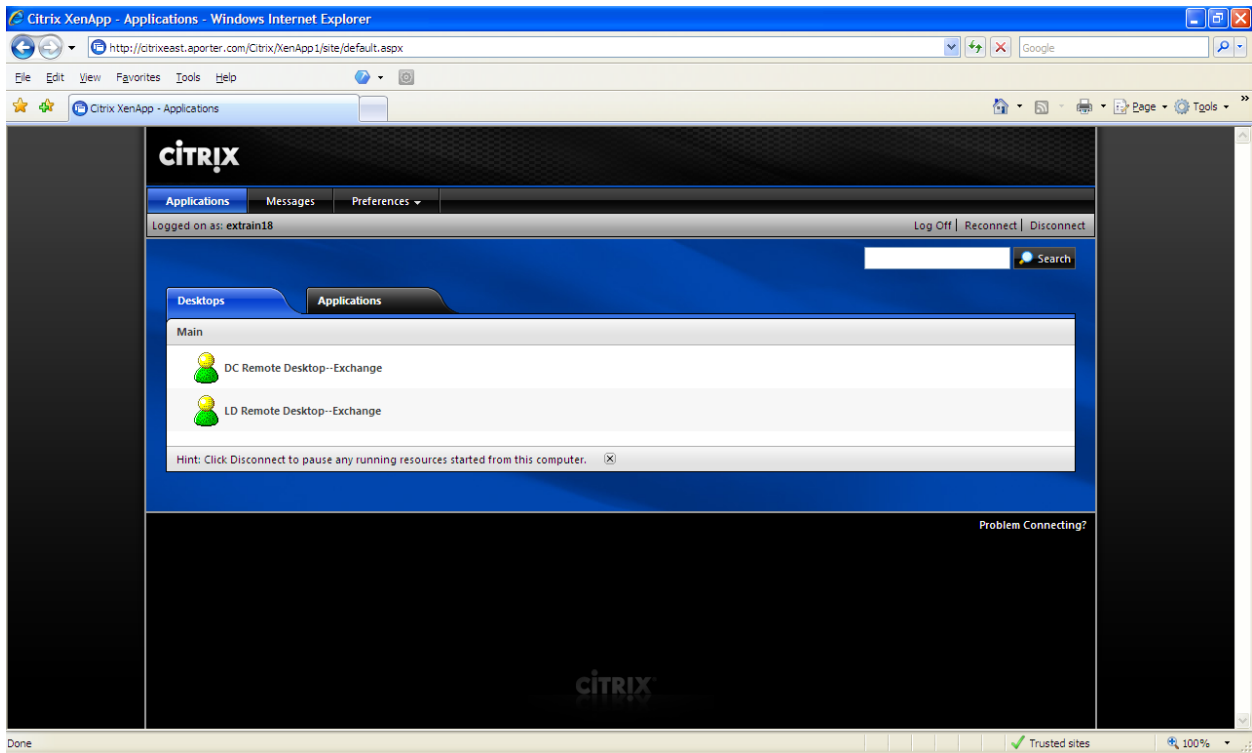 Citrix XenApp - Applications - Windows Internet Explorer
http://citrixeast.aporter.com/Citrix/XenApp1/site/default.aspx
Google
File Edit View Favorites Tools Help
Citrix XenApp - Applications
Page Tools »
CITRIX
Applications Messages Preferences
Logged on as: extrain18 Log Off | Reconnect | Disconnect
Search
Desktops Applications
Main
DC Remote Desktop--Exchange
LD Remote Desktop--Exchange
Hint: Click Disconnect to pause any running resources started from this computer.
Problem Connecting?
CITRIX
Done Trusted sites 100%